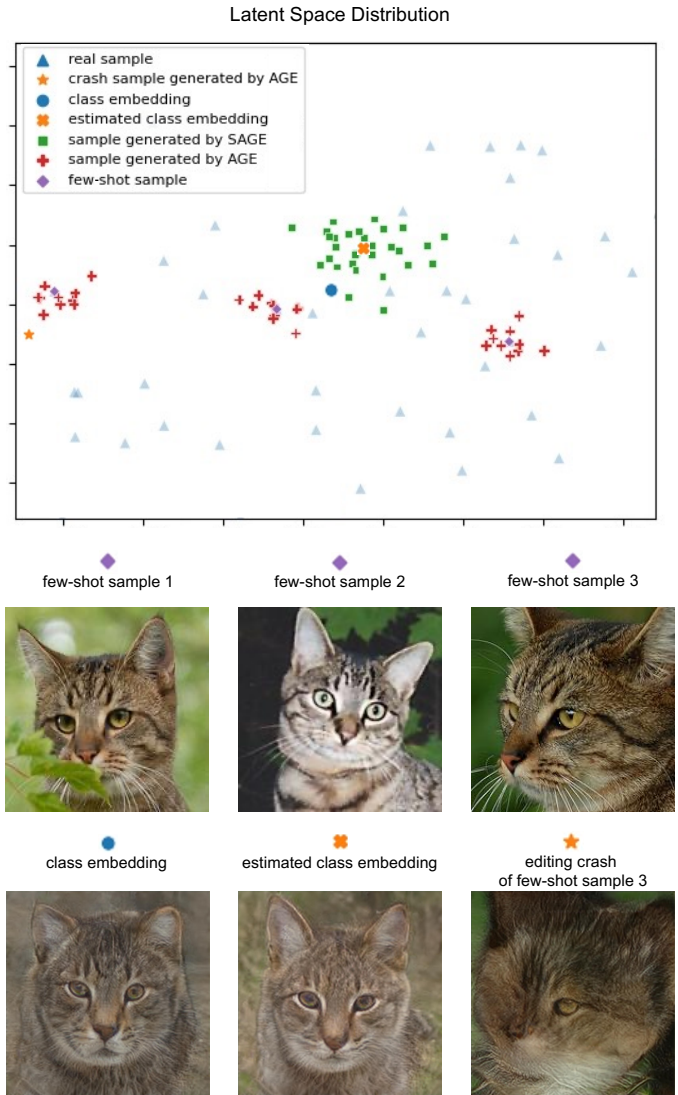 Latent Space Distribution
real sample
crash sample generated by AGE
class embedding
estimated class embedding
sample generated by SAGE
sample generated by AGE
few-shot sample
few-shot sample 1
few-shot sample 2
few-shot sample 3
class embedding
estimated class embedding
editing crash
of few-shot sample 3